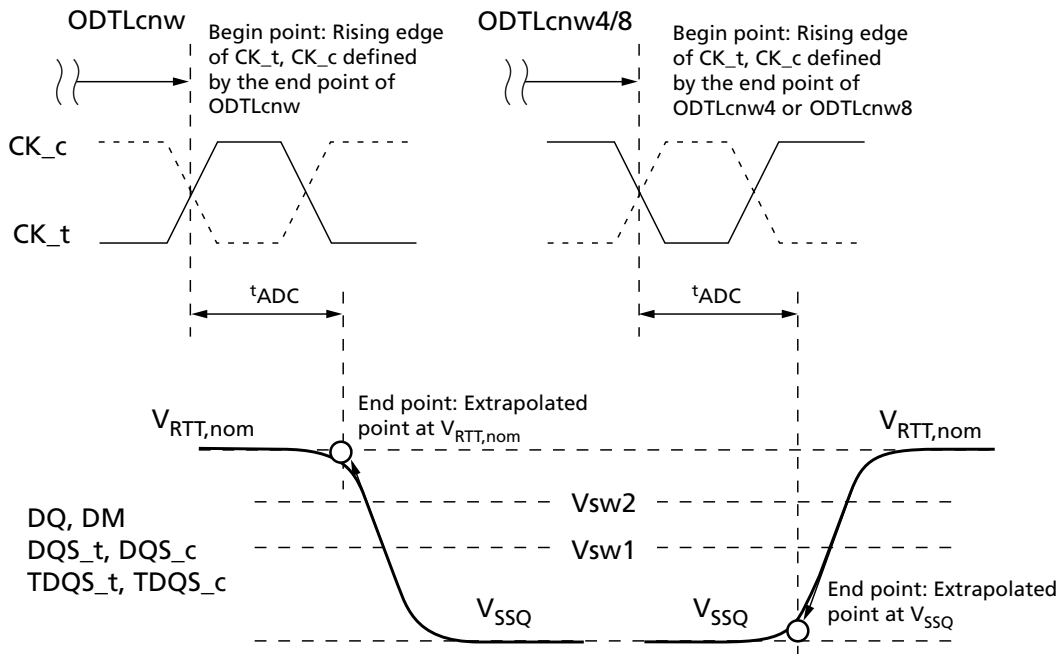 ODTLcnw
Begin point: Rising edge
of CK_t, CK_c defined
by the end point of
ODTLcnw
ODTLcnw4/8
Begin point: Rising edge
of CK_t, CK_c defined
by the end point of
ODTLcnw4 or ODTLcnw8
CK_c
CK_t
tADC
tADC
VRTT,nom
End point: Extrapolated
point at VRTT,nom
VRTT,nom
Vsw2
Vsw1
DQ, DM
DQS_t, DQS_c
TDQS_t, TDQS_c
VSSQ
VSSQ
End point: Extrapolated
point at VSSQ